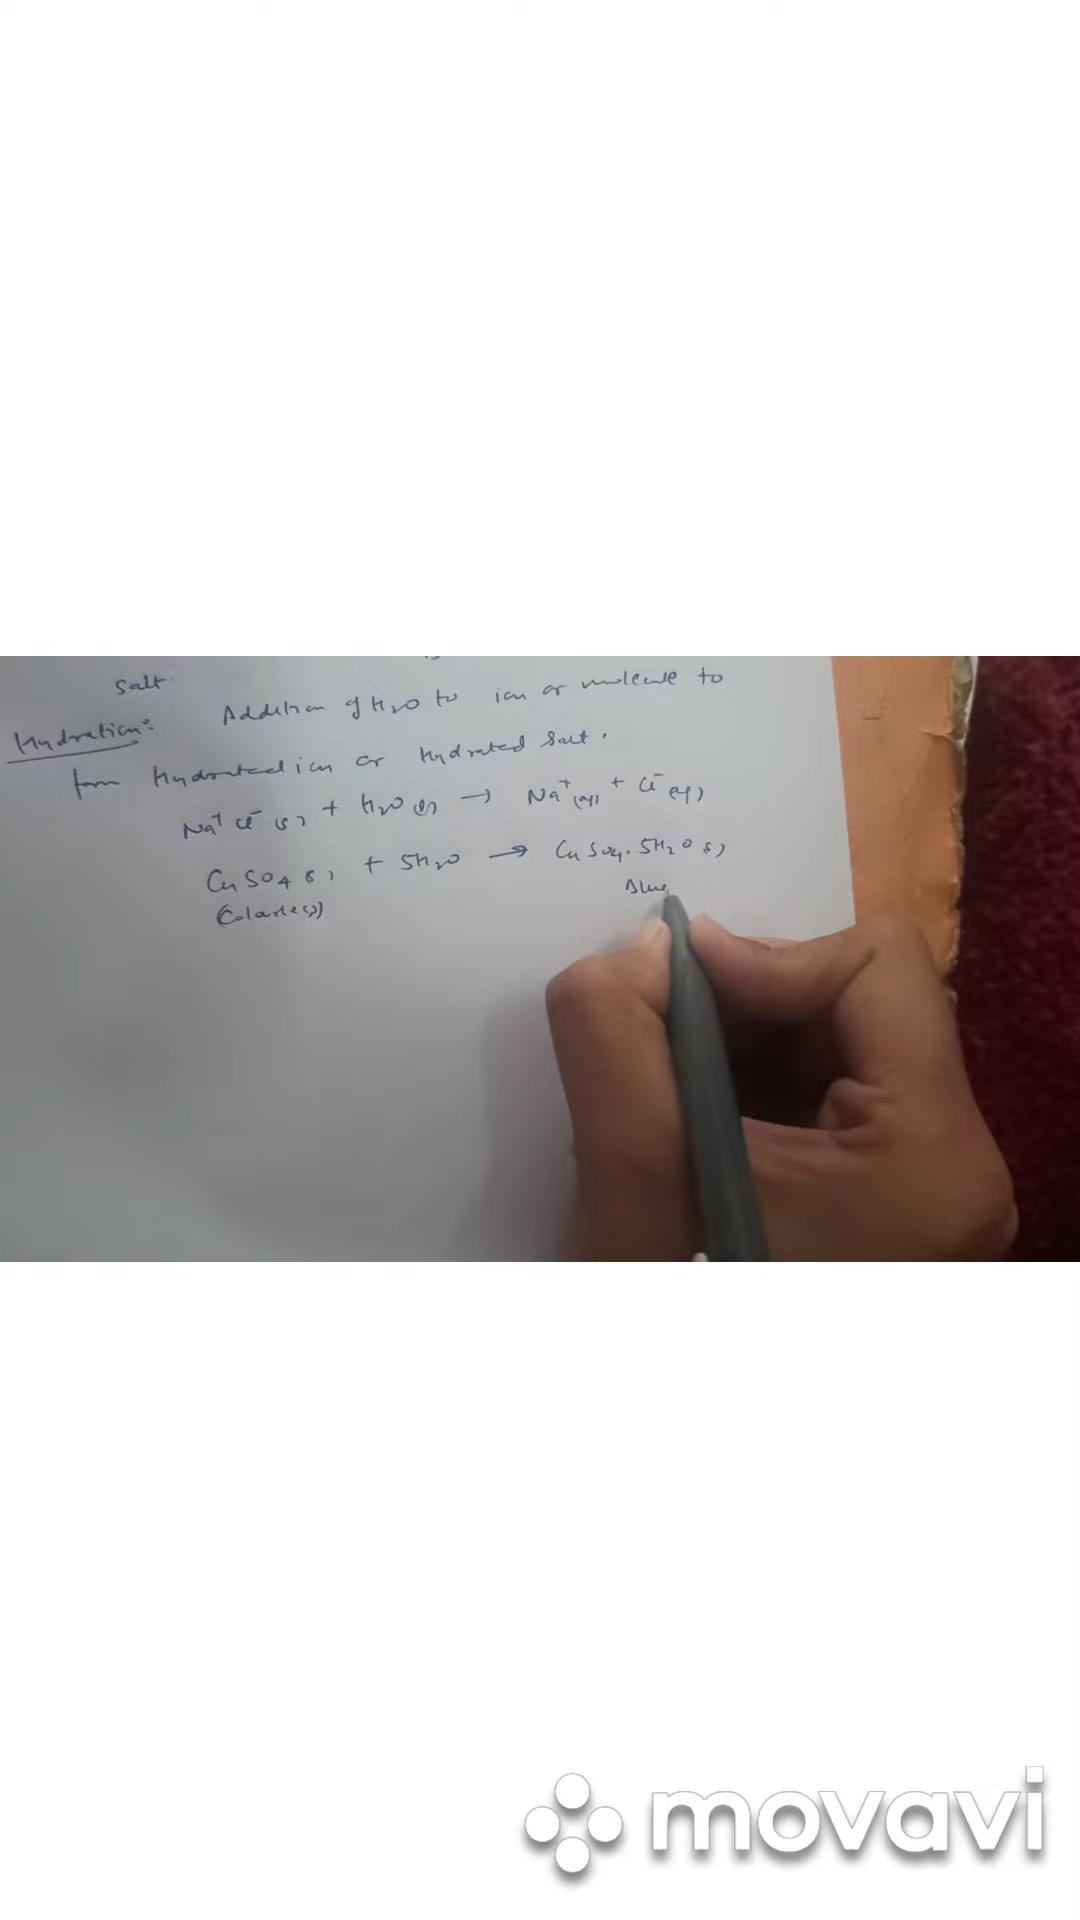 Salt
Hydration: Addition of H2O to ion or molecule to
form Hydrated ion or Hydrated Salt.
Na+ Cl- (s) + H2O (l) → Na+ (aq) + Cl- (aq)
CuSO4 (s) + 5H2O → CuSO4.5H2O (s)
(Colorless) Blue
movavi